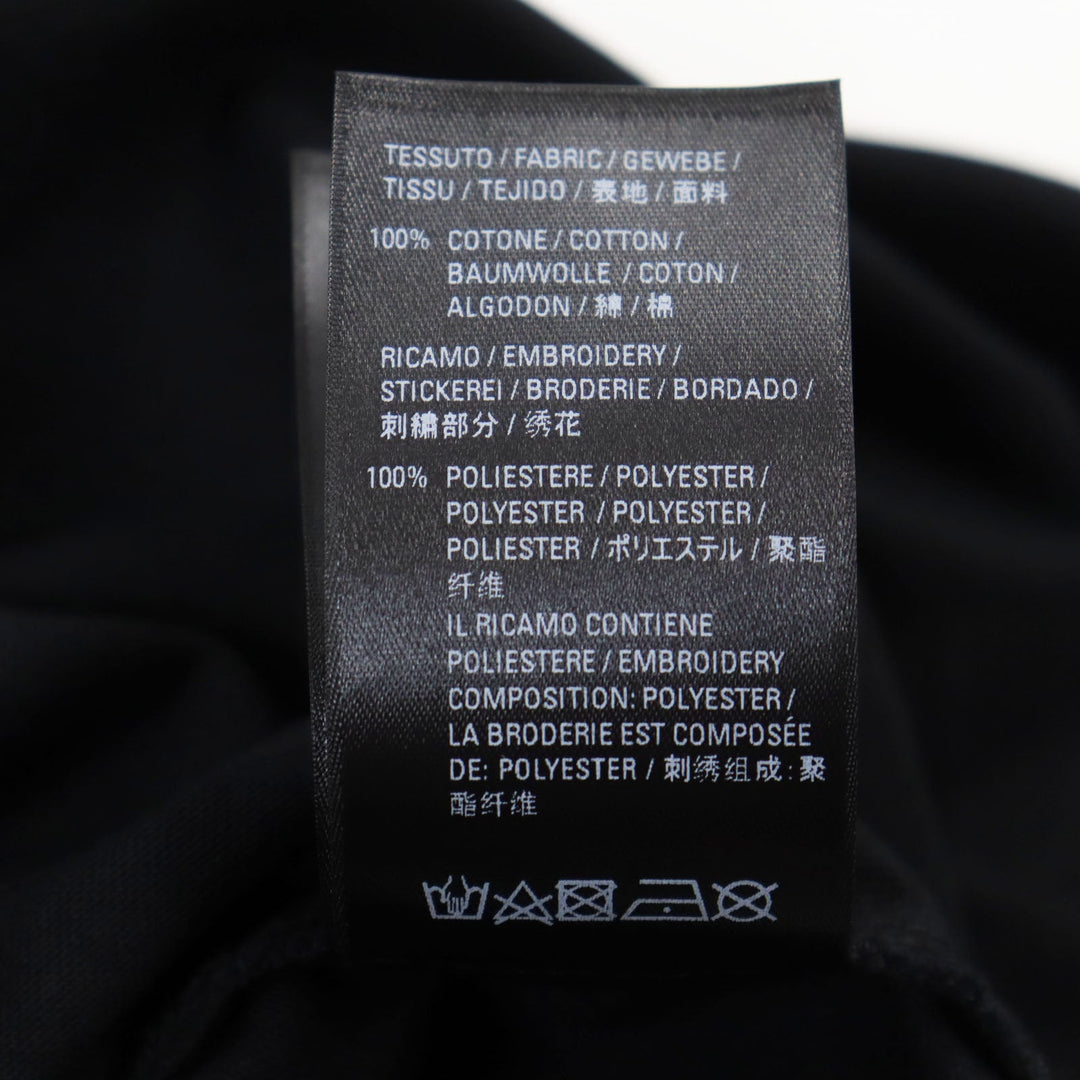 TESSUTO / FABRIC / GEWEBE /
TISSU / TEJIDO / 表地 / 面料
100% COTONE / COTTON /
BAUMWOLLE / COTON /
ALGODON / 綿 / 棉
RICAMO / EMBROIDERY /
STICKEREI / BRODERIE / BORDADO /
刺繍部分 / 绣花
100% POLIESTERE / POLYESTER /
POLYESTER / POLYESTER /
POLIESTER / ポリエステル / 聚酯
纤维
IL RICAMO CONTIENE
POLIESTERE / EMBROIDERY
COMPOSITION: POLYESTER /
LA BRODERIE EST COMPOSÉE
DE: POLYESTER / 刺绣组成: 聚
酯纤维